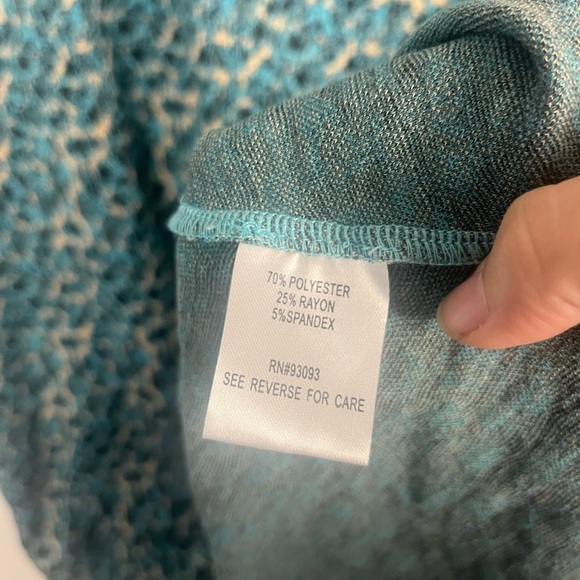 70% POLYESTER
25% RAYON
5%SPANDEX
RN#93093
SEE REVERSE FOR CARE